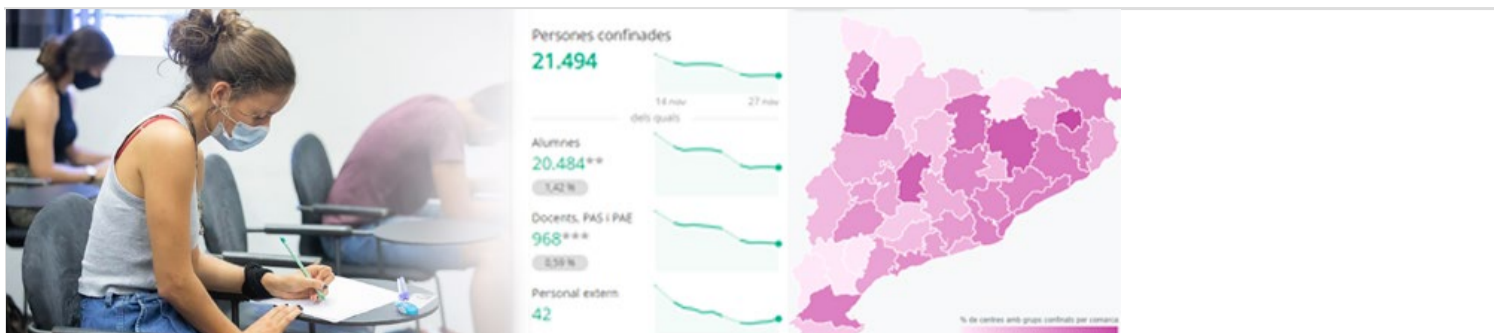 Persones confinades
21.494
14 nov 27 nov
dels quals
Alumnes
20.484**
1,42 %
Docents, PAS i PAE
968***
0,59 %
Personal extern
42
% de centres amb grups confinats per comarca